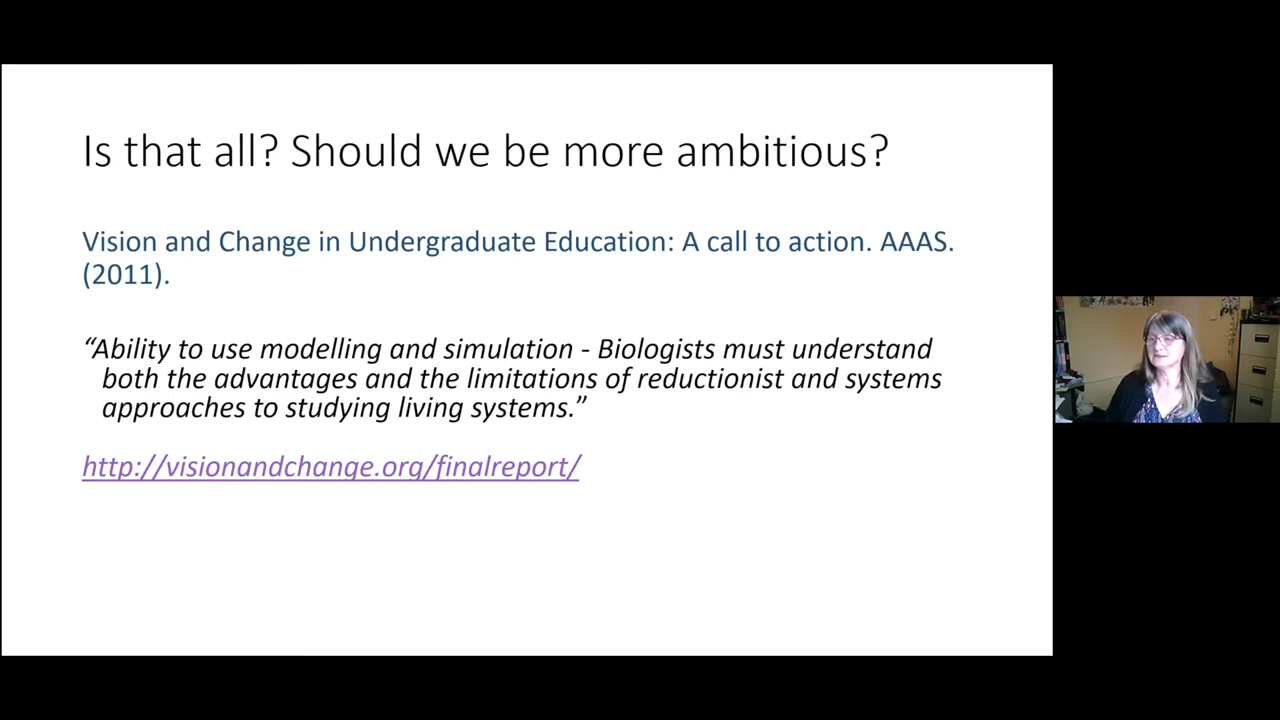 Is that all? Should we be more ambitious?
Vision and Change in Undergraduate Education: A call to action. AAAS.
(2011).
“Ability to use modelling and simulation - Biologists must understand
both the advantages and the limitations of reductionist and systems
approaches to studying living systems.”
http://visionandchange.org/finalreport/